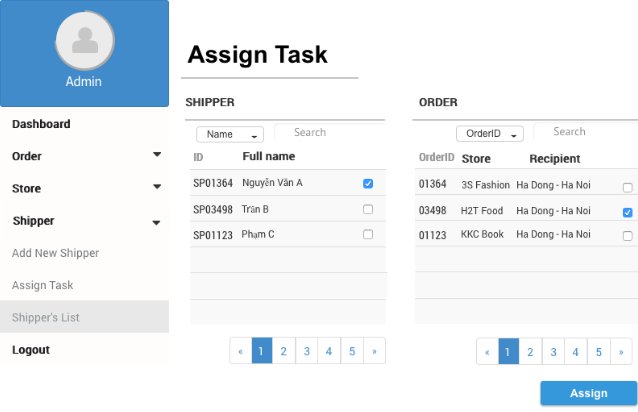 Admin
Dashboard
Order
Store
Shipper
Add New Shipper
Assign Task
Shipper's List
Logout
Assign Task
SHIPPER
Name
Search
ID Full name
SP01364 Nguyễn Văn A
SP03498 Trần B
SP01123 Phạm C
« 1 2 3 4 5 »
ORDER
OrderID
Search
OrderID Store Recipient
01364 3S Fashion Ha Dong - Ha Noi
03498 H2T Food Ha Dong - Ha Noi
01123 KKC Book Ha Dong - Ha Noi
« 1 2 3 4 5 »
Assign